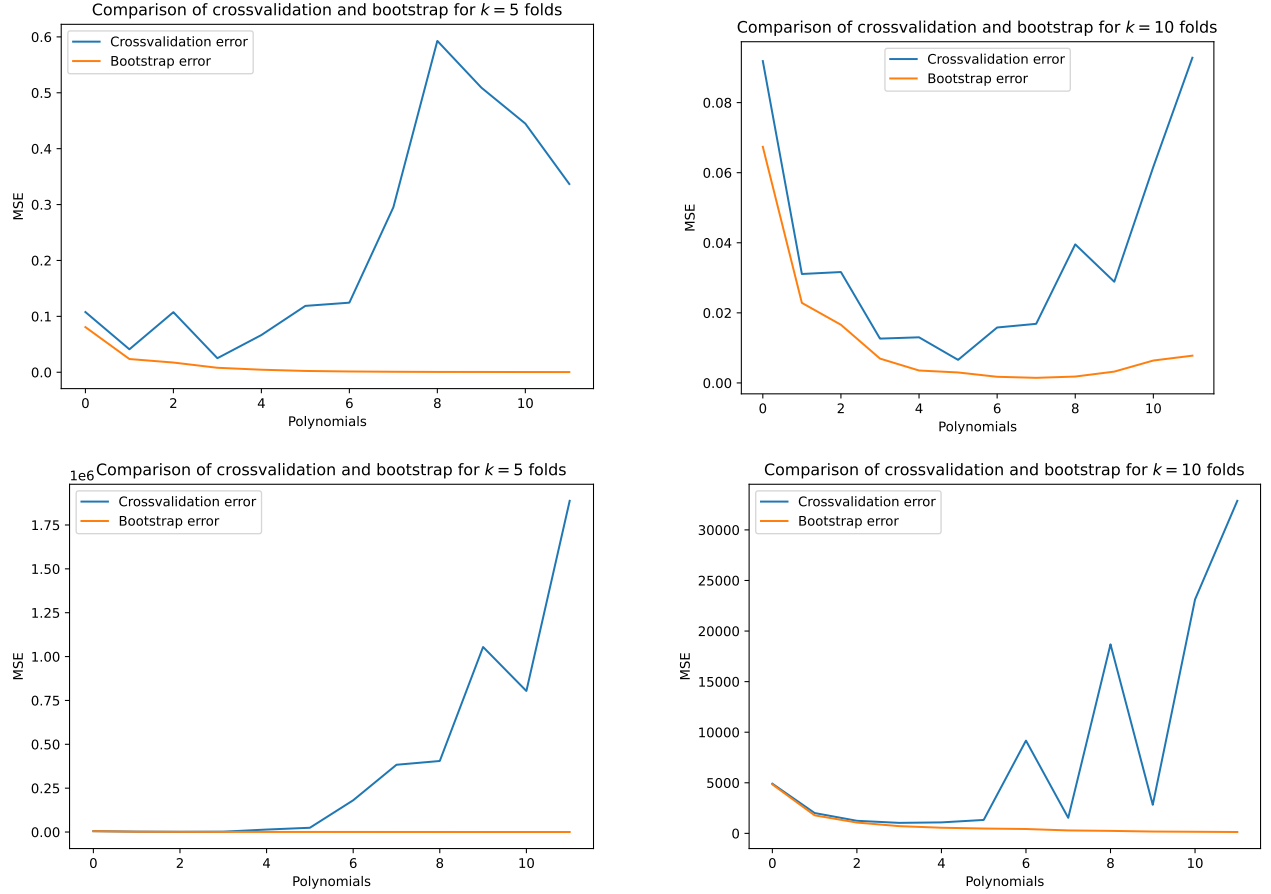 Comparison of crossvalidation and bootstrap for k = 5 folds
Crossvalidation error
Bootstrap error
0.6
0.5
0.4
0.3
0.2
0.1
0.0
MSE
0 2 4 6 8 10
Polynomials
Comparison of crossvalidation and bootstrap for k = 10 folds
Crossvalidation error
Bootstrap error
0.08
0.06
0.04
0.02
0.00
MSE
0 2 4 6 8 10
Polynomials
1e6 Comparison of crossvalidation and bootstrap for k = 5 folds
Crossvalidation error
Bootstrap error
1.75
1.50
1.25
1.00
0.75
0.50
0.25
0.00
MSE
0 2 4 6 8 10
Polynomials
Comparison of crossvalidation and bootstrap for k = 10 folds
Crossvalidation error
Bootstrap error
30000
25000
20000
15000
10000
5000
0
MSE
0 2 4 6 8 10
Polynomials